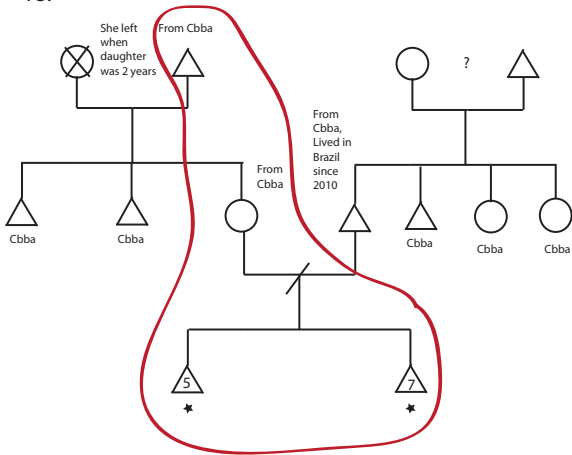 She left
when
daughter
was 2 years
From Cbba
?
From
Cbba,
Lived in
Brazil
since
2010
From
Cbba
Cbba
Cbba
Cbba
Cbba
Cbba
5
7